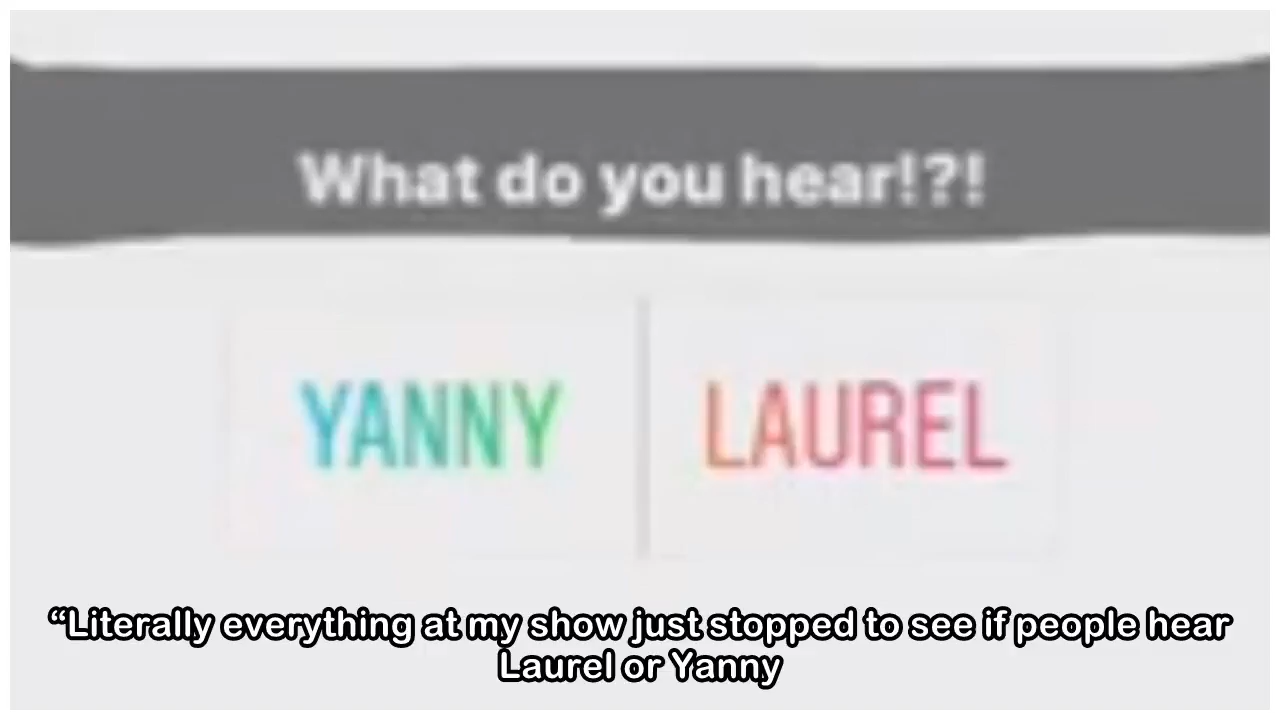 What do you hear!?!
YANNY LAUREL
“Literally everything at my show just stopped to see if people hear
Laurel or Yanny